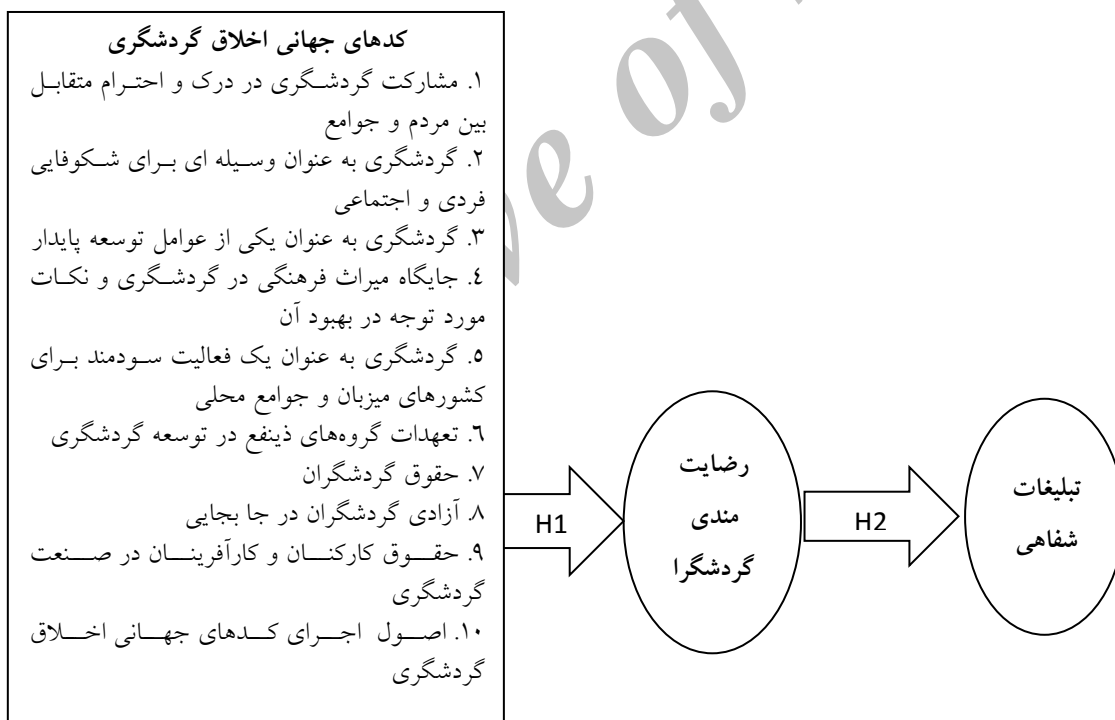 کدهای جهانی اخلاق گردشگری
۱. مشارکت گردشگری در درک و احترام متقابل
بین مردم و جوامع
۲. گردشگری به عنوان وسیله ای برای شکوفایی
فردی و اجتماعی
۳. گردشگری به عنوان یکی از عوامل توسعه پایدار
٤. جایگاه میراث فرهنگی در گردشگری و نکات
مورد توجه در بهبود آن
٥. گردشگری به عنوان یک فعالیت سودمند برای
کشورهای میزبان و جوامع محلی
٦. تعهدات گروه‌های ذینفع در توسعه گردشگری
۷. حقوق گردشگران
۸. آزادی گردشگران در جا بجایی
۹. حقوق کارکنان و کارآفرینان در صنعت
گردشگری
۱۰. اصول اجرای کدهای جهانی اخلاق
گردشگری
H1
رضایت
مندی
گردشگرا
H2
تبلیغات
شفاهی
ve of